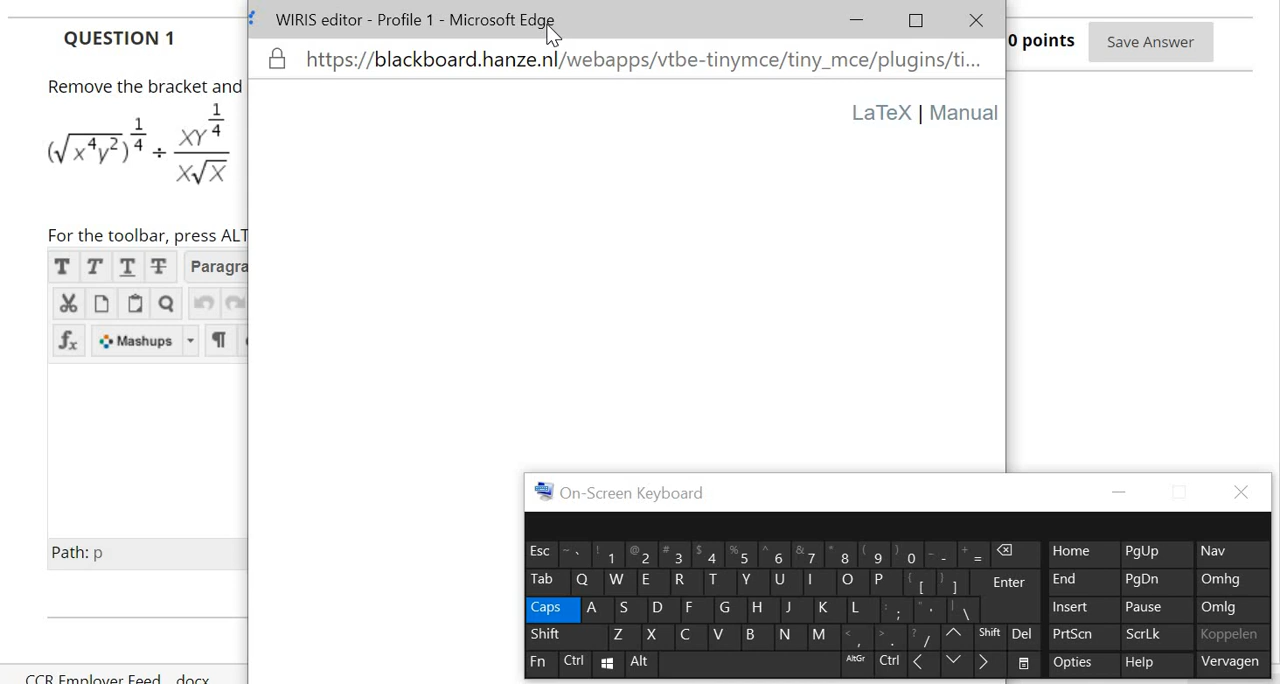 QUESTION 1
WIRIS editor - Profile 1 - Microsoft Edge
0 points
Save Answer
https://blackboard.hanze.nl/webapps/vtbe-tinymce/tiny_mce/plugins/ti...
LaTeX | Manual
Remove the bracket and
(√x⁴y²)^(1/4) ÷ XY^(1/4) / X√X
For the toolbar, press ALT
T T T T Paragra
fx Mashups ¶
Path: p
CCR Employer Feed....docx
On-Screen Keyboard
Esc ~ ` ! 1 @ 2 # 3 $ 4 % 5 ^ 6 & 7 * 8 ( 9 ) 0 _ - + = Home PgUp Nav
Tab Q W E R T Y U I O P { [ } ] Enter End PgDn Omhg
Caps A S D F G H J K L : ; " ' | \ Insert Pause Omlg
Shift Z X C V B N M < , > . ? / Shift Del PrtScn ScrLk Koppelen
Fn Ctrl Alt AltGr Ctrl Opties Help Vervagen